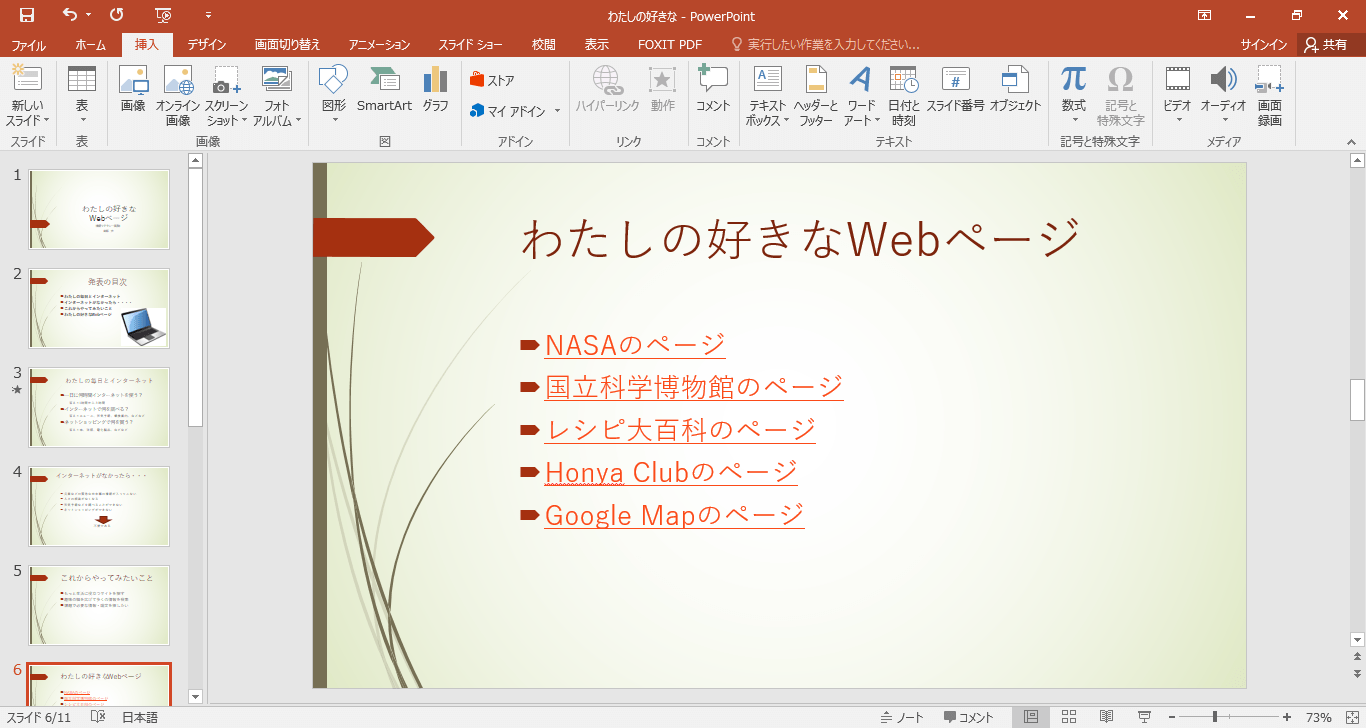 わたしの好きな - PowerPoint
ファイル ホーム 挿入 デザイン 画面切り替え アニメーション スライド ショー 校閲 表示 FOXIT PDF 実行したい作業を入力してください... サインイン 共有
新しい スライド
表
画像
オンライン 画像
スクリーン ショット
フォト アルバム
図形
SmartArt
グラフ
ストア
マイ アドイン
ハイパーリンク
動作
コメント
テキスト ボックス
ヘッダーと フッター
ワード アート
日付と 時刻
スライド番号
オブジェクト
数式
記号と 特殊文字
ビデオ
オーディオ
画面 録画
スライド 表 画像 図 アドイン リンク コメント テキスト 記号と特殊文字 メディア
1
わたしの好きな
Webページ
2
発表の目次
わたしの毎日とインターネット
インターネットがなかったら・・・・
これからやってみたいこと
わたしの好きなWebページ
3
わたしの毎日とインターネット
一日に何時間インターネットを使う？
インターネットで何を調べる？
ネットショッピングで何を買う？
4
インターネットがなかったら・・・
5
これからやってみたいこと
6
わたしの好きなWebページ
わたしの好きなWebページ
NASAのページ
国立科学博物館のページ
レシピ大百科のページ
Honya Clubのページ
Google Mapのページ
スライド 6/11 日本語 ノート コメント 73%